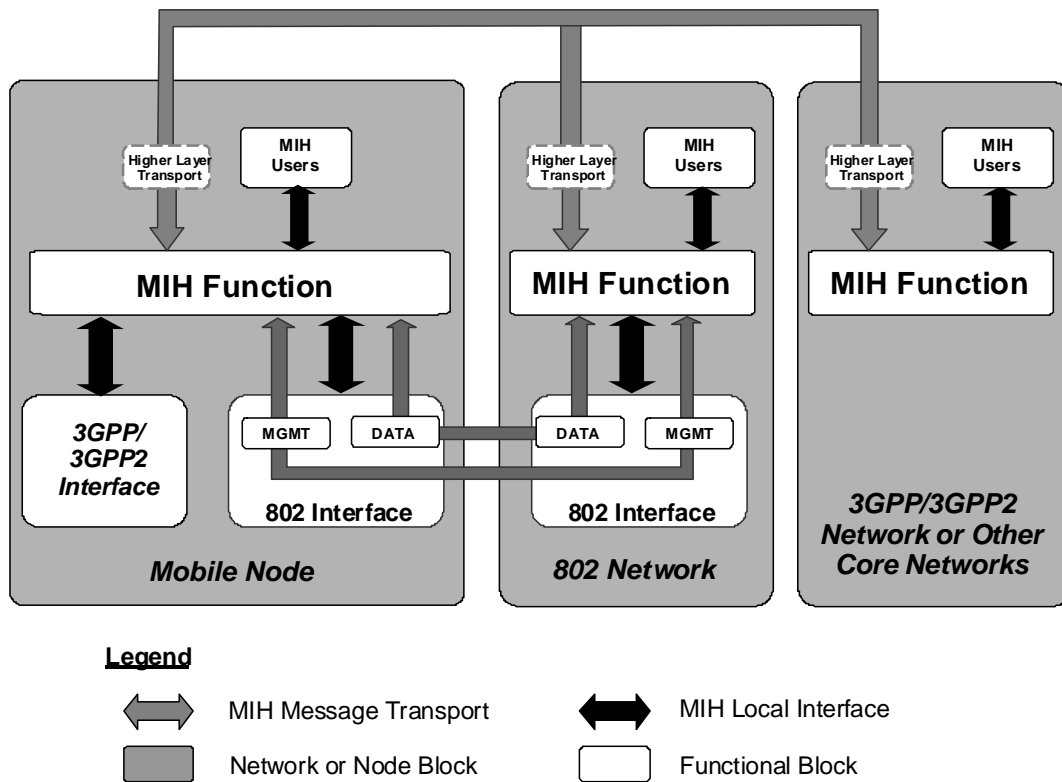 Higher Layer
Transport
MIH
Users
MIH Function
3GPP/
3GPP2
Interface
MGMT
DATA
802 Interface
Mobile Node
Higher Layer
Transport
MIH
Users
MIH Function
DATA
MGMT
802 Interface
802 Network
Higher Layer
Transport
MIH
Users
MIH Function
3GPP/3GPP2
Network or Other
Core Networks
Legend
MIH Message Transport
MIH Local Interface
Network or Node Block
Functional Block